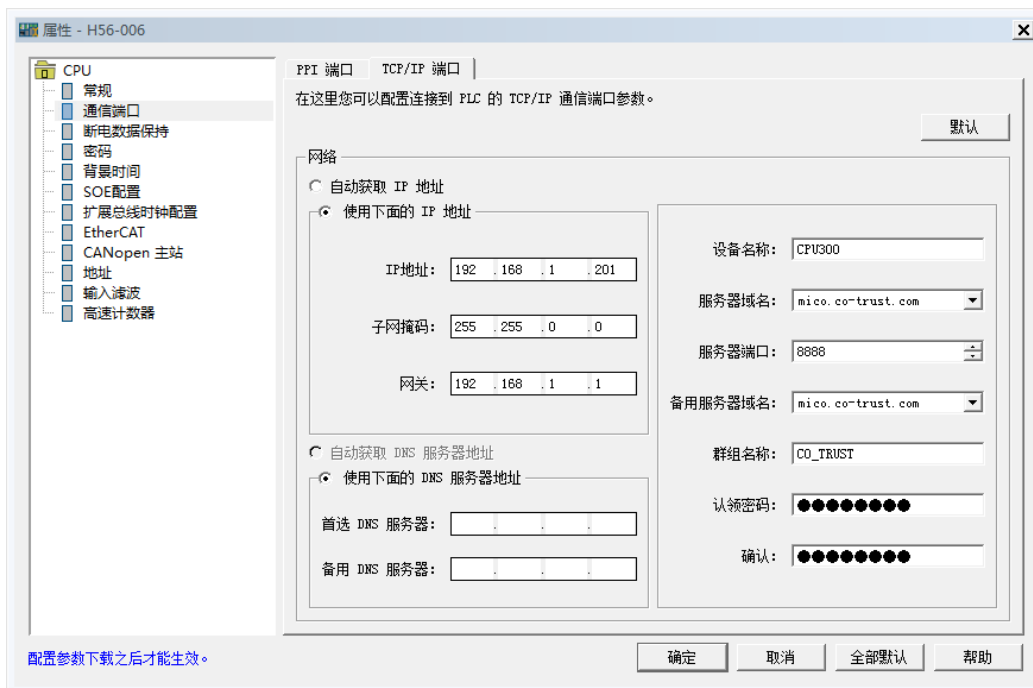 属性 - H56-006
CPU
常规
通信端口
断电数据保持
密码
背景时间
SOE配置
扩展总线时钟配置
EtherCAT
CANopen 主站
地址
输入滤波
高速计数器
PPI 端口
TCP/IP 端口
在这里您可以配置连接到 PLC 的 TCP/IP 通信端口参数。
默认
网络
自动获取 IP 地址
使用下面的 IP 地址
IP地址: 192 . 168 . 1 . 201
子网掩码: 255 . 255 . 0 . 0
网关: 192 . 168 . 1 . 1
自动获取 DNS 服务器地址
使用下面的 DNS 服务器地址
首选 DNS 服务器: . . .
备用 DNS 服务器: . . .
设备名称: CPU300
服务器域名: mico.co-trust.com
服务器端口: 8888
备用服务器域名: mico.co-trust.com
群组名称: CO_TRUST
认领密码: ●●●●●●●●
确认: ●●●●●●●●
配置参数下载之后才能生效。
确定
取消
全部默认
帮助